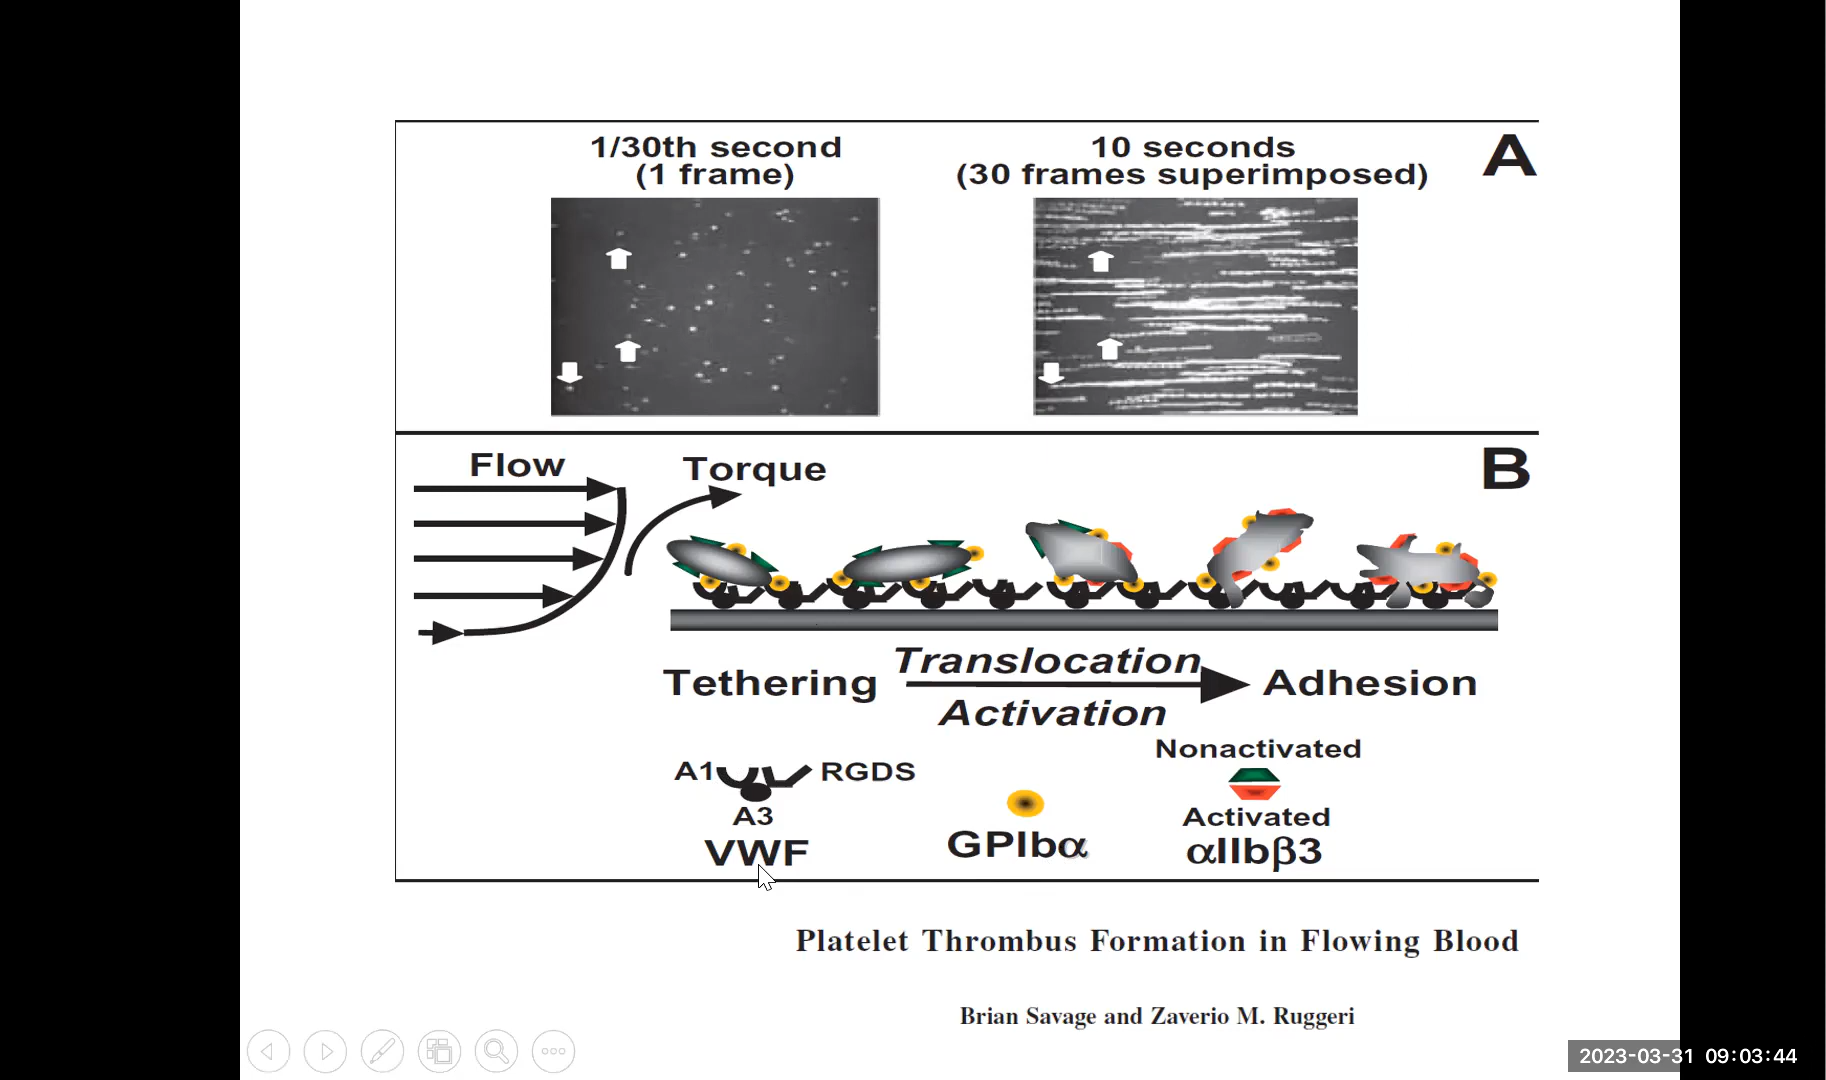 1/30th second
(1 frame)
10 seconds
(30 frames superimposed)
A
Flow
Torque
B
Tethering
Translocation
Activation
Adhesion
A1
RGDS
A3
VWF
GPIbα
Nonactivated
Activated
αIIbβ3
Platelet Thrombus Formation in Flowing Blood
Brian Savage and Zaverio M. Ruggeri
2023-03-31 09:03:44